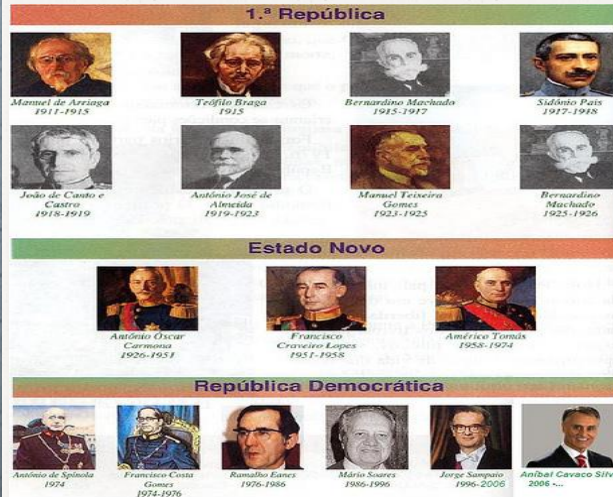 1.ª República
Manuel de Arriaga
1911-1915
Teófilo Braga
1915
Bernardino Machado
1915-1917
Sidónio Pais
1917-1918
João de Canto e
Castro
1918-1919
António José de
Almeida
1919-1923
Manuel Teixeira
Gomes
1923-1925
Bernardino
Machado
1925-1926
Estado Novo
António Óscar
Carmona
1926-1951
Francisco
Craveiro Lopes
1951-1958
Américo Tomás
1958-1974
República Democrática
António de Spínola
1974
Francisco Costa
Gomes
1974-1976
Ramalho Eanes
1976-1986
Mário Soares
1986-1996
Jorge Sampaio
1996-2006
Aníbal Cavaco Silv
2006 -...